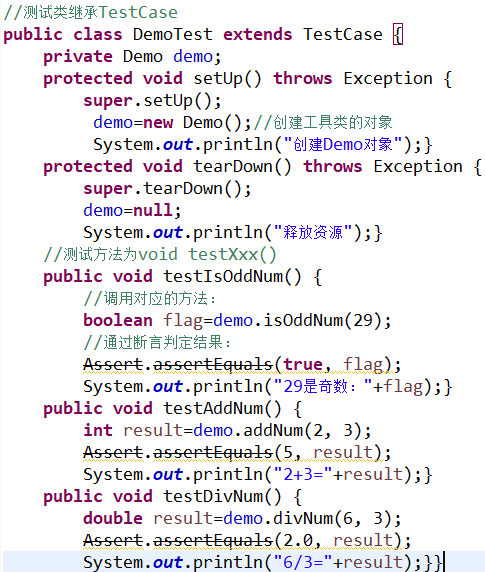 //测试类继承TestCase
public class DemoTest extends TestCase {
    private Demo demo;
    protected void setUp() throws Exception {
        super.setUp();
         demo=new Demo();//创建工具类的对象
         System.out.println("创建Demo对象");}
    protected void tearDown() throws Exception {
        super.tearDown();
        demo=null;
        System.out.println("释放资源");}
    //测试方法为void testXxx()
    public void testIsOddNum() {
        //调用对应的方法:
        boolean flag=demo.isOddNum(29);
        //通过断言判定结果:
        Assert.assertEquals(true, flag);
        System.out.println("29是奇数: "+flag);}
    public void testAddNum() {
        int result=demo.addNum(2, 3);
        Assert.assertEquals(5, result);
        System.out.println("2+3="+result);}
    public void testDivNum() {
        double result=demo.divNum(6, 3);
        Assert.assertEquals(2.0, result);
        System.out.println("6/3="+result);}}